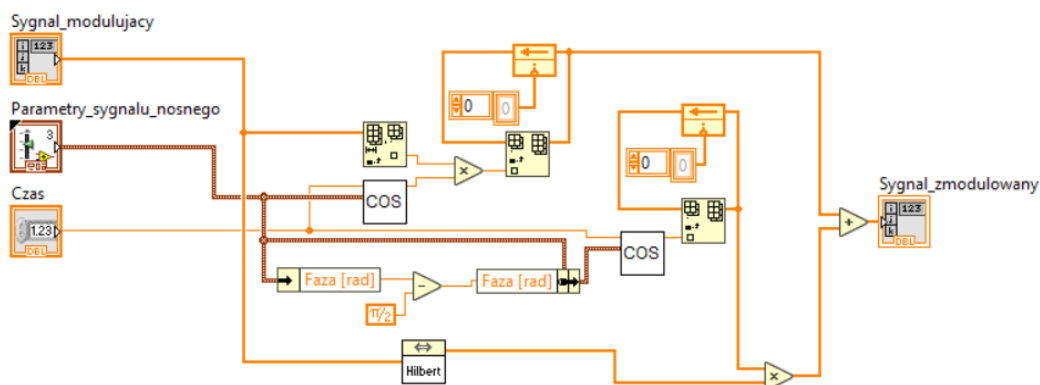 Sygnal_modulujacy
123
DBL
Parametry_sygnalu_nosnego
3
Czas
1.23
DBL
COS
0
0
0
0
COS
Faza [rad]
Faza [rad]
π/2
Hilbert
Sygnal_zmodulowany
123
DBL